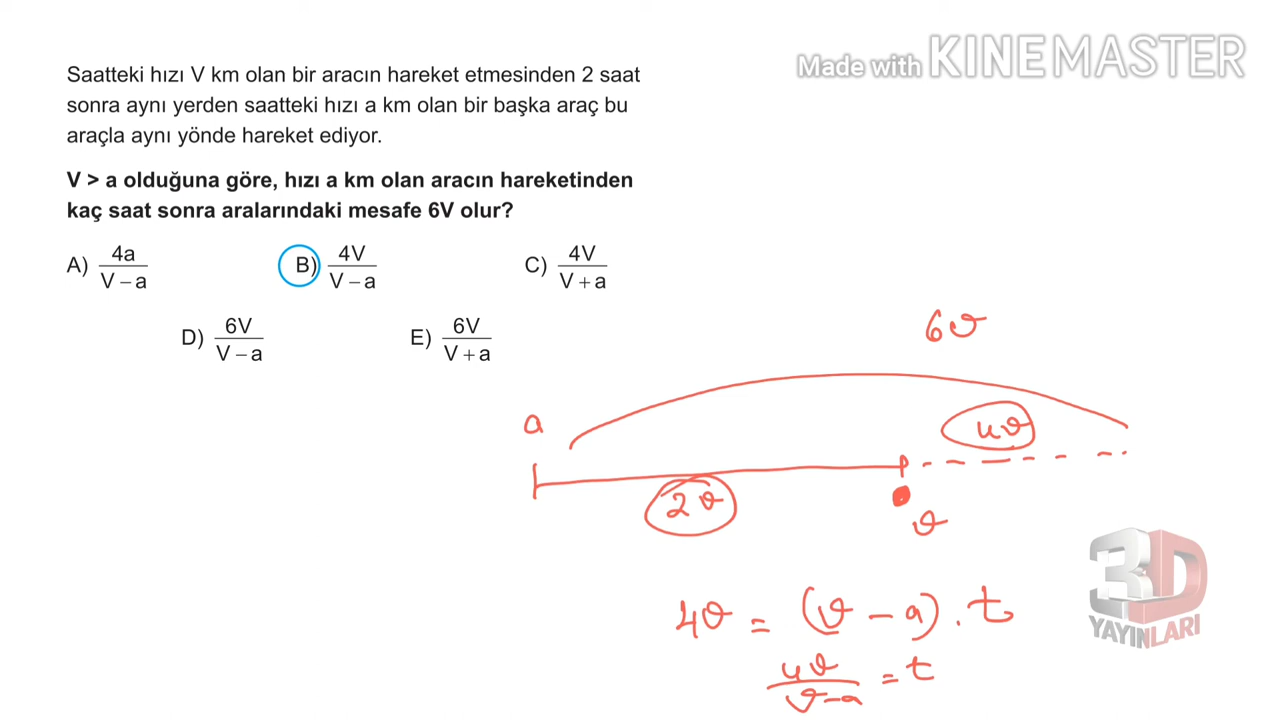 Made with KINEMASTER
Saatteki hızı V km olan bir aracın hareket etmesinden 2 saat
sonra aynı yerden saatteki hızı a km olan bir başka araç bu
araçla aynı yönde hareket ediyor.
V > a olduğuna göre, hızı a km olan aracın hareketinden
kaç saat sonra aralarındaki mesafe 6V olur?
A) 4a / V – a
B) 4V / V – a
C) 4V / V + a
D) 6V / V – a
E) 6V / V + a
6ϑ
a
4ϑ
2ϑ
ϑ
4ϑ = (ϑ – a) . t
4ϑ / ϑ – a = t
3D
YAYINLARI